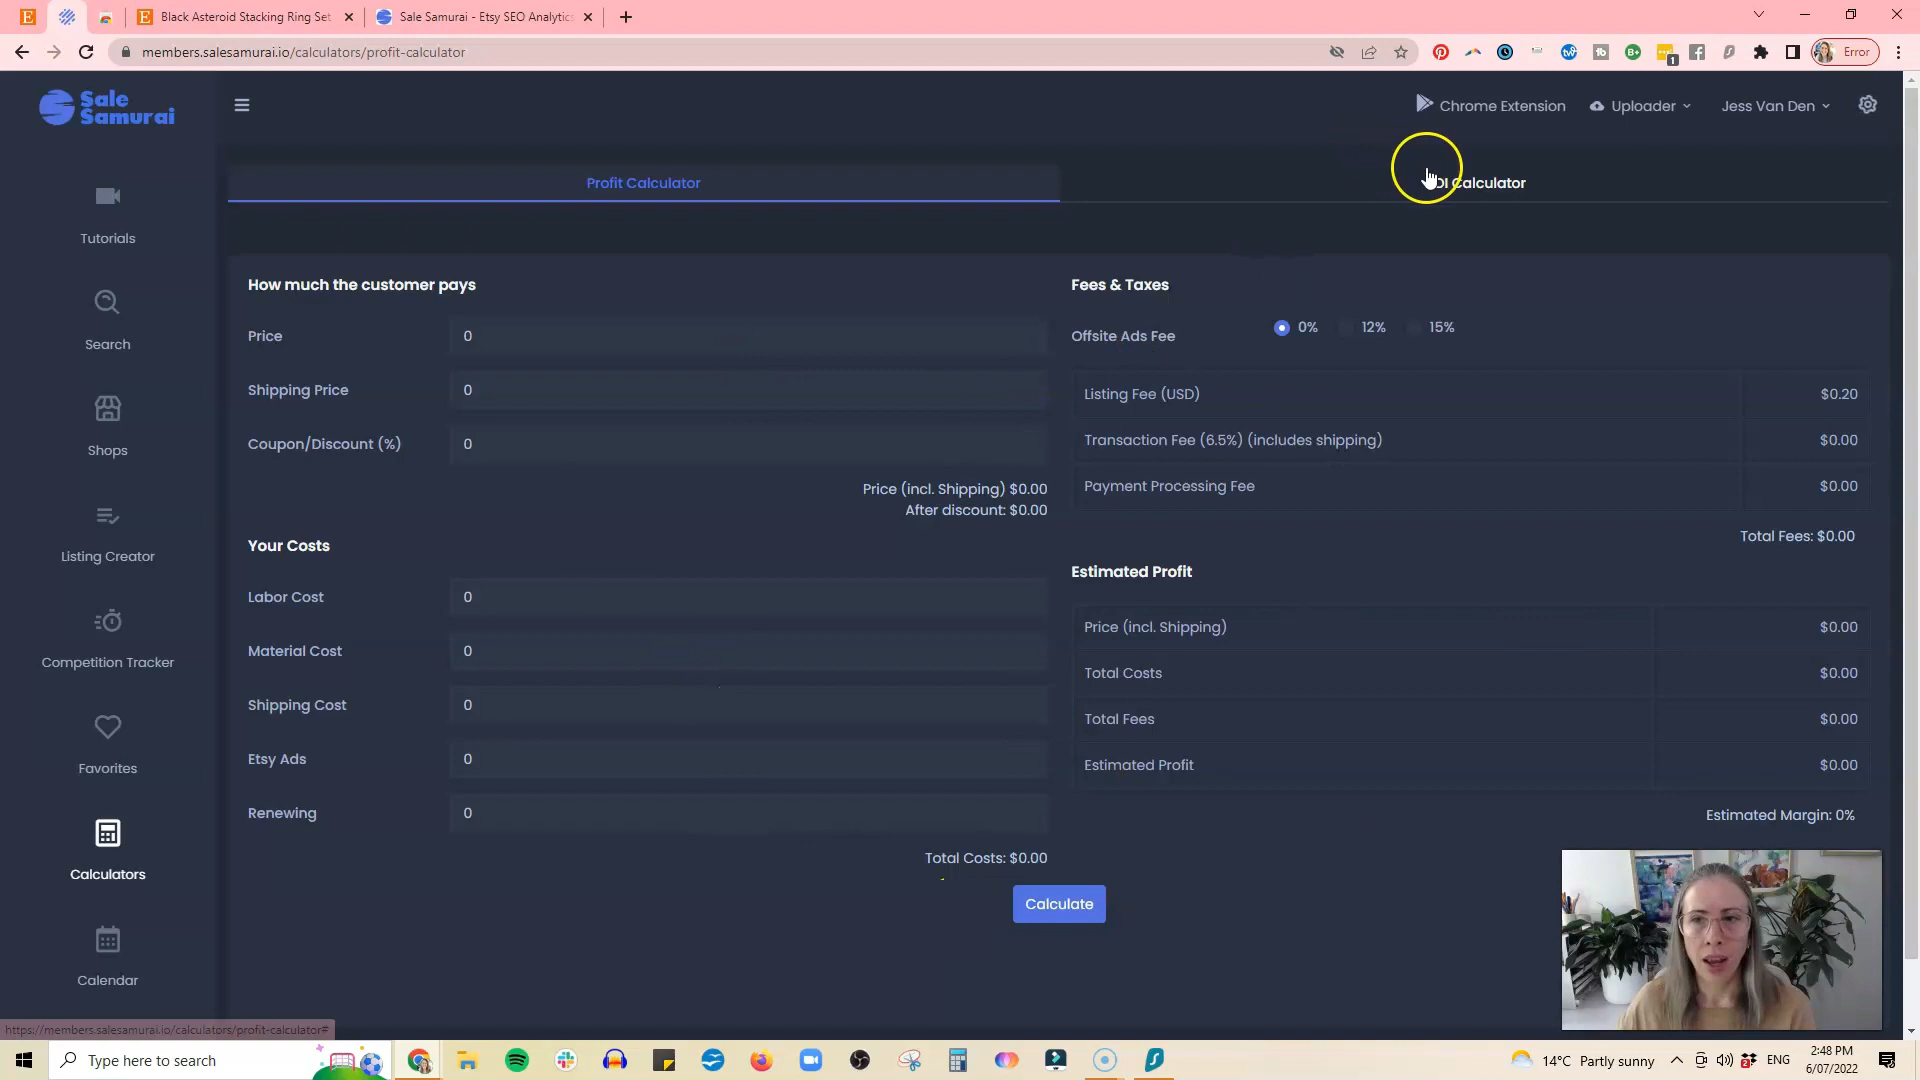 Black Asteroid Stacking Ring Set
Sale Samurai - Etsy SEO Analytics
members.salesamurai.io/calculators/profit-calculator
Error
1
Sale
Samurai
Chrome Extension
Uploader
Jess Van Den
Tutorials
Search
Shops
Listing Creator
Competition Tracker
Favorites
Calculators
Calendar
Profit Calculator
Calculator
How much the customer pays
Price
0
Shipping Price
0
Coupon/Discount (%)
0
Price (incl. Shipping) $0.00
After discount: $0.00
Your Costs
Labor Cost
0
Material Cost
0
Shipping Cost
0
Etsy Ads
0
Renewing
0
Total Costs: $0.00
Calculate
Fees & Taxes
Offsite Ads Fee
0%
12%
15%
Listing Fee (USD)
$0.20
Transaction Fee (6.5%) (includes shipping)
$0.00
Payment Processing Fee
$0.00
Total Fees: $0.00
Estimated Profit
Price (incl. Shipping)
$0.00
Total Costs
$0.00
Total Fees
$0.00
Estimated Profit
$0.00
Estimated Margin: 0%
https://members.salesamurai.io/calculators/profit-calculator#
Type here to search
14°C Partly sunny
ENG
2:48 PM
6/07/2022